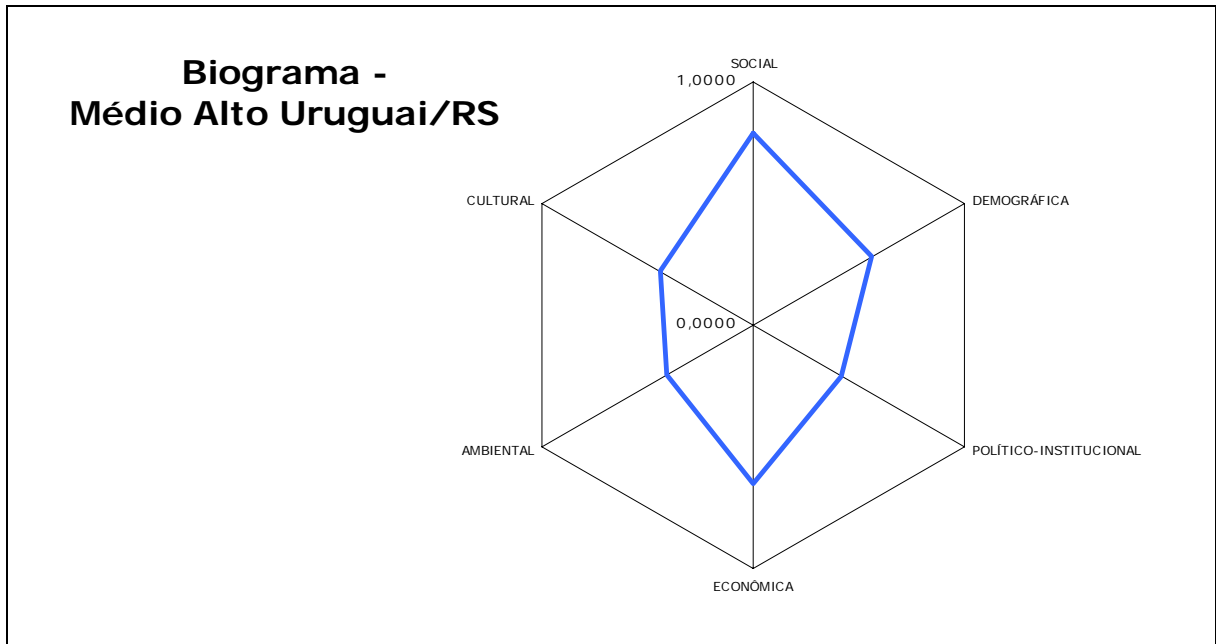 Biograma -
Médio Alto Uruguai/RS
SOCIAL
1,0000
CULTURAL
DEMOGRÁFICA
0,0000
AMBIENTAL
POLÍTICO-INSTITUCIONAL
ECONÔMICA